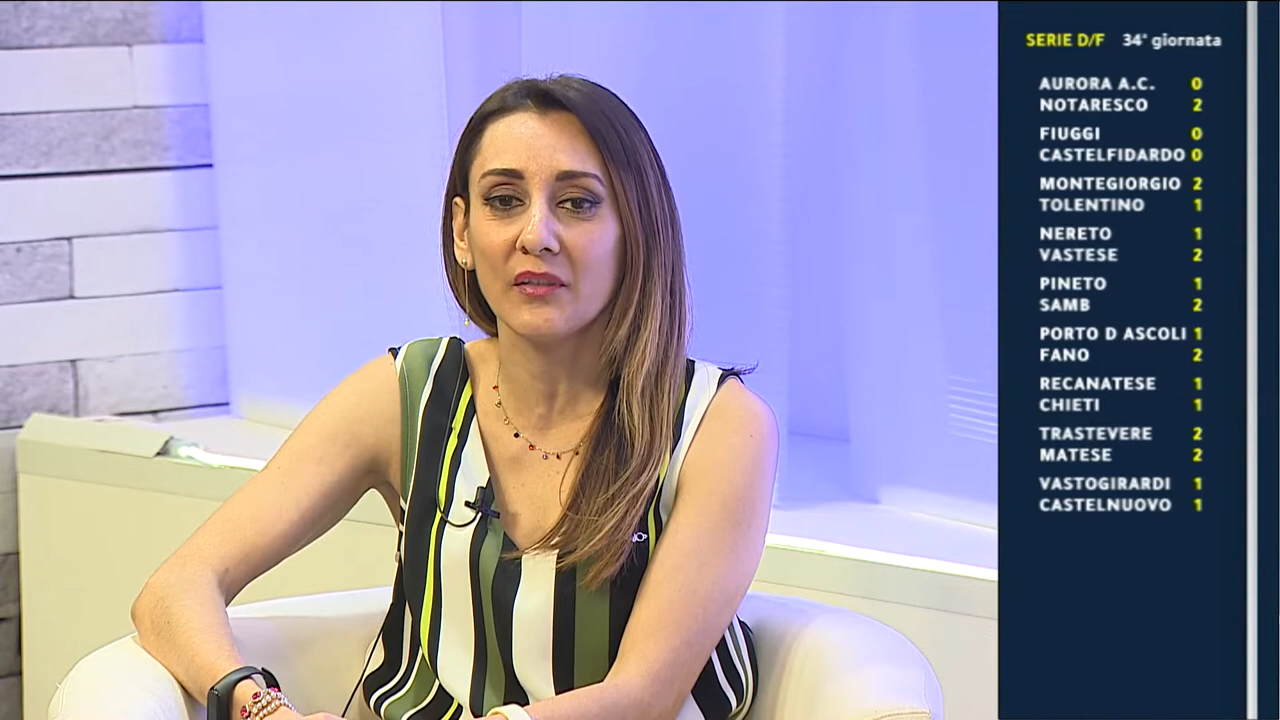 SERIE D/F 34ª giornata
AURORA A.C. 0
NOTARESCO 2
FIUGGI 0
CASTELFIDARDO 0
MONTEGIORGIO 2
TOLENTINO 1
NERETO 1
VASTESE 2
PINETO 1
SAMB 2
PORTO D ASCOLI 1
FANO 2
RECANATESE 1
CHIETI 1
TRASTEVERE 2
MATESE 2
VASTOGIRARDI 1
CASTELNUOVO 1